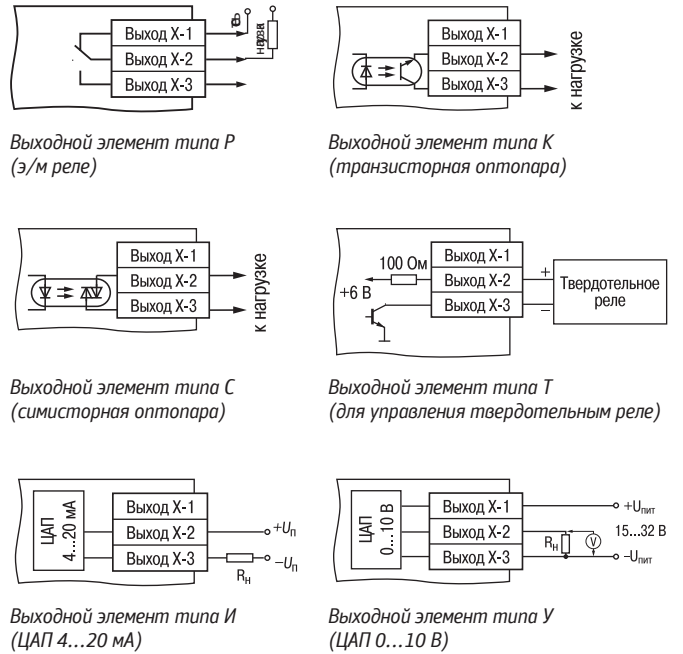 Выход X-1
Выход X-2
Выход X-3
Выходной элемент типа Р
(э/м реле)
Выход X-1
Выход X-2
Выход X-3
к нагрузке
Выходной элемент типа К
(транзисторная оптопара)
Выход X-1
Выход X-2
Выход X-3
к нагрузке
Выходной элемент типа С
(симисторная оптопара)
100 Ом
+6 В
Выход X-1
Выход X-2
Выход X-3
+
–
Твердотельное
реле
Выходной элемент типа Т
(для управления твердотельным реле)
ЦАП
4...20 мА
Выход X-1
Выход X-2
Выход X-3
+Uп
–Uп
Rн
Выходной элемент типа И
(ЦАП 4...20 мА)
ЦАП
0...10 В
Выход X-1
Выход X-2
Выход X-3
Rн
V
+Uпит
15...32 В
–Uпит
Выходной элемент типа У
(ЦАП 0...10 В)